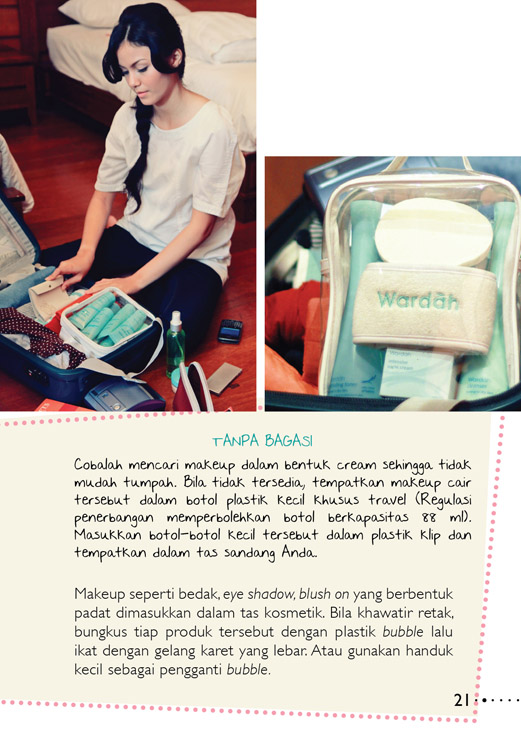 Wardah
TANPA BAGASI
Cobalah mencari makeup dalam bentuk cream sehingga tidak
mudah tumpah. Bila tidak tersedia, tempatkan makeup cair
tersebut dalam botol plastik kecil khusus travel (Regulasi
penerbangan memperbolehkan botol berkapasitas 88 ml).
Masukkan botol-botol kecil tersebut dalam plastik klip dan
tempatkan dalam tas sandang Anda..
Makeup seperti bedak, eye shadow, blush on yang berbentuk
padat dimasukkan dalam tas kosmetik. Bila khawatir retak,
bungkus tiap produk tersebut dengan plastik bubble lalu
ikat dengan gelang karet yang lebar. Atau gunakan handuk
kecil sebagai pengganti bubble.
21